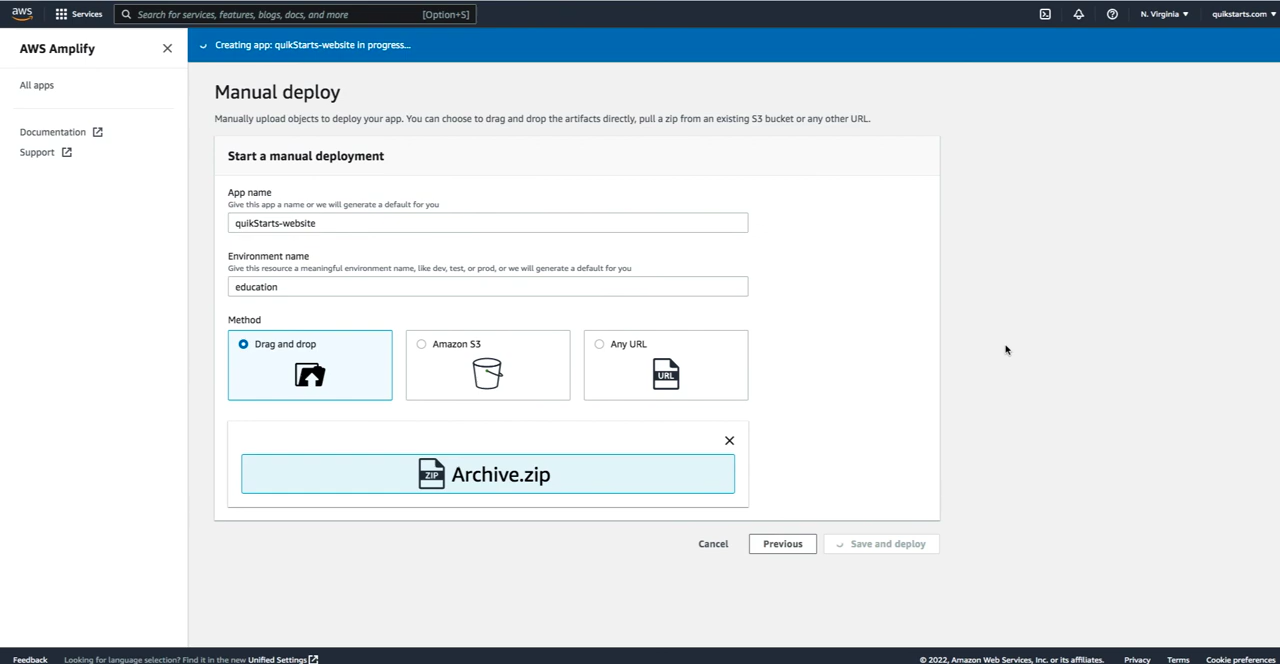 aws Services Search for services, features, blogs, docs, and more [Option+S] N. Virginia quikstarts.com
AWS Amplify
Creating app: quikStarts-website in progress...
All apps
Documentation
Support
Manual deploy
Manually upload objects to deploy your app. You can choose to drag and drop the artifacts directly, pull a zip from an existing S3 bucket or any other URL.
Start a manual deployment
App name
Give this app a name or we will generate a default for you
quikStarts-website
Environment name
Give this resource a meaningful environment name, like dev, test, or prod, or we will generate a default for you
education
Method
Drag and drop Amazon S3 Any URL
URL
ZIP Archive.zip
Cancel Previous Save and deploy
Feedback Looking for language selection? Find it in the new Unified Settings © 2022, Amazon Web Services, Inc. or its affiliates. Privacy Terms Cookie preferences